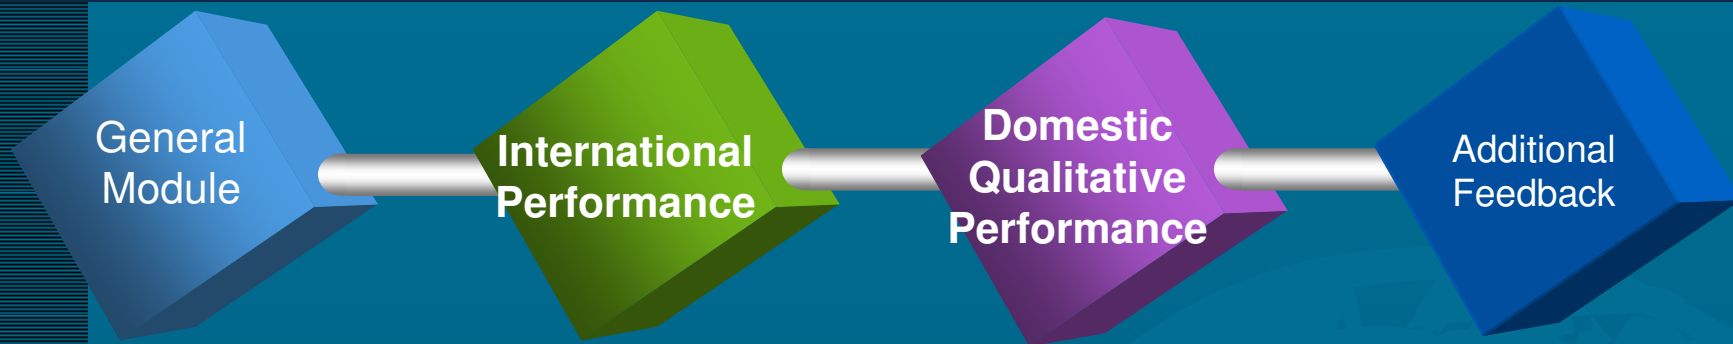 General
Module
International
Performance
Domestic
Qualitative
Performance
Additional
Feedback